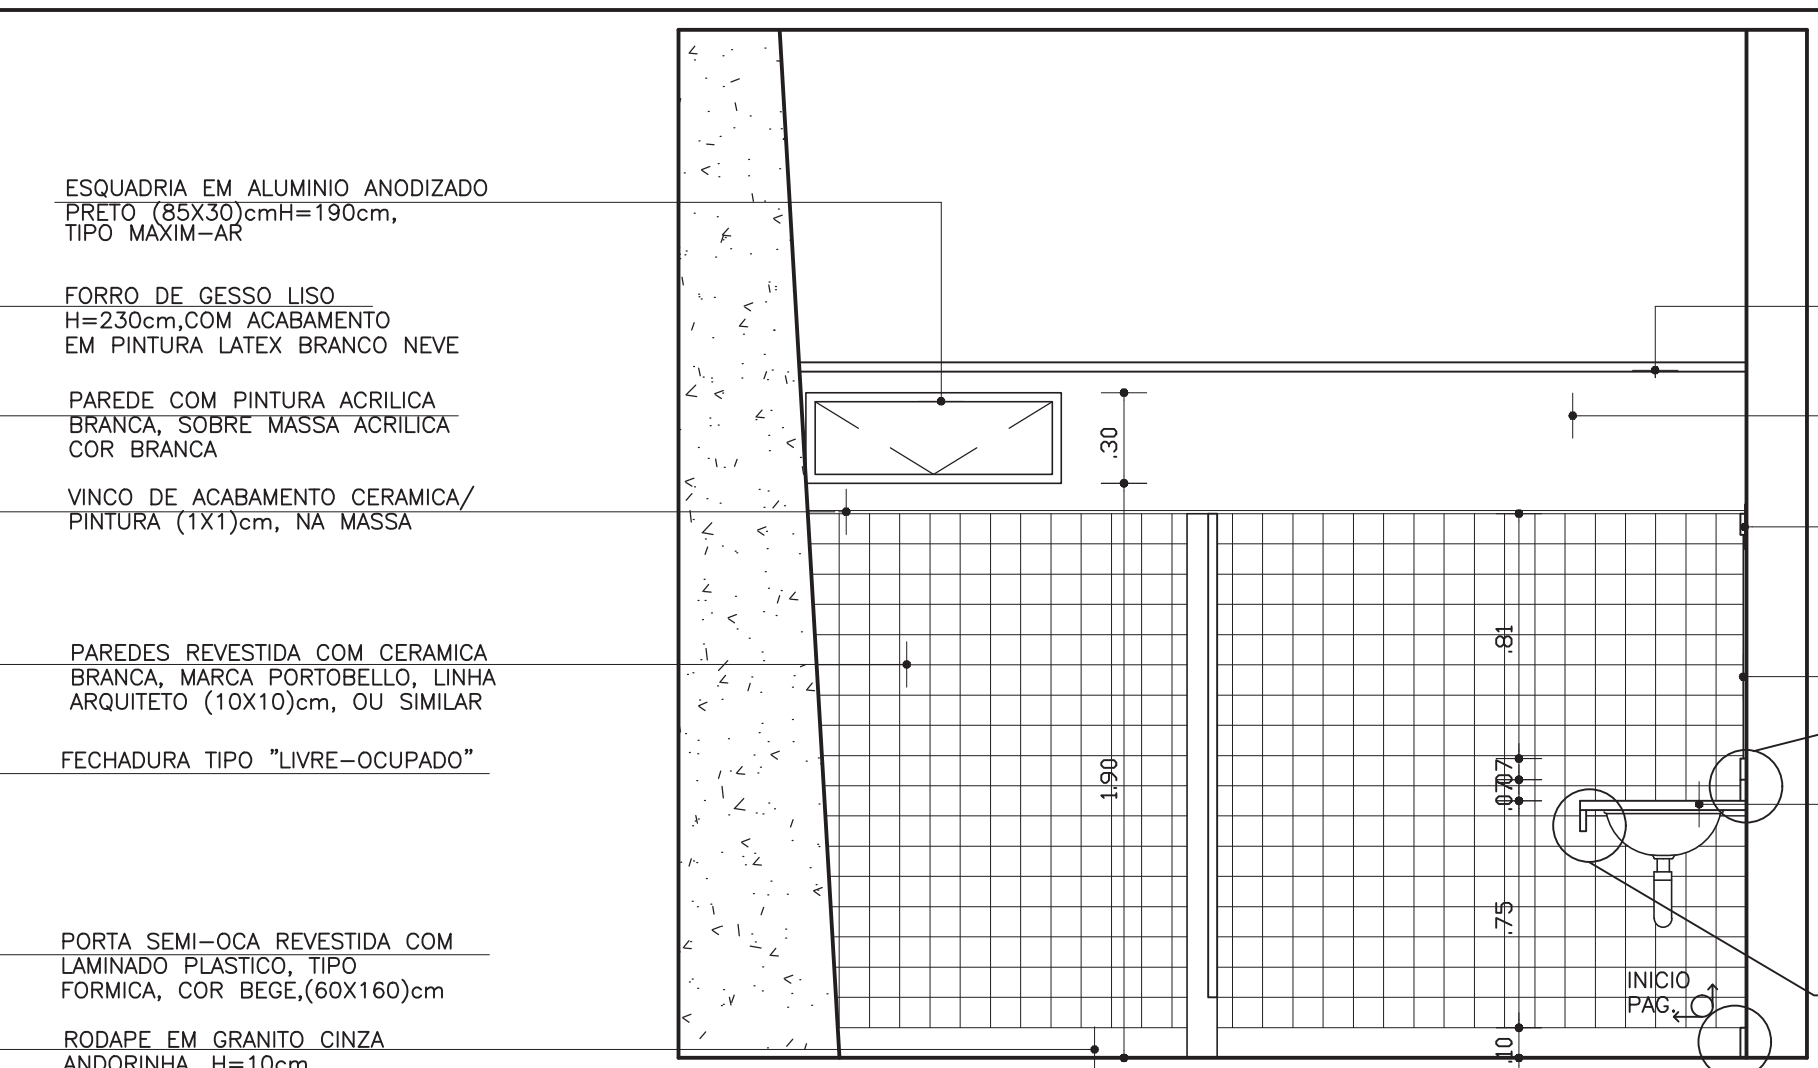 ESQUADRIA EM ALUMINIO ANODIZADO
PRETO (85X30)cmH=190cm,
TIPO MAXIM-AR
FORRO DE GESSO LISO
H=230cm,COM ACABAMENTO
EM PINTURA LATEX BRANCO NEVE
PAREDE COM PINTURA ACRILICA
BRANCA, SOBRE MASSA ACRILICA
COR BRANCA
VINCO DE ACABAMENTO CERAMICA/
PINTURA (1X1)cm, NA MASSA
PAREDES REVESTIDA COM CERAMICA
BRANCA, MARCA PORTOBELLO, LINHA
ARQUITETO (10X10)cm, OU SIMILAR
FECHADURA TIPO "LIVRE-OCUPADO"
PORTA SEMI-OCA REVESTIDA COM
LAMINADO PLASTICO, TIPO
FORMICA, COR BEGE,(60X160)cm
RODAPE EM GRANITO CINZA
ANDORINHA, H=10cm
.30
1.90
.81
.07
.07
.75
.10
INICIO
PAG.